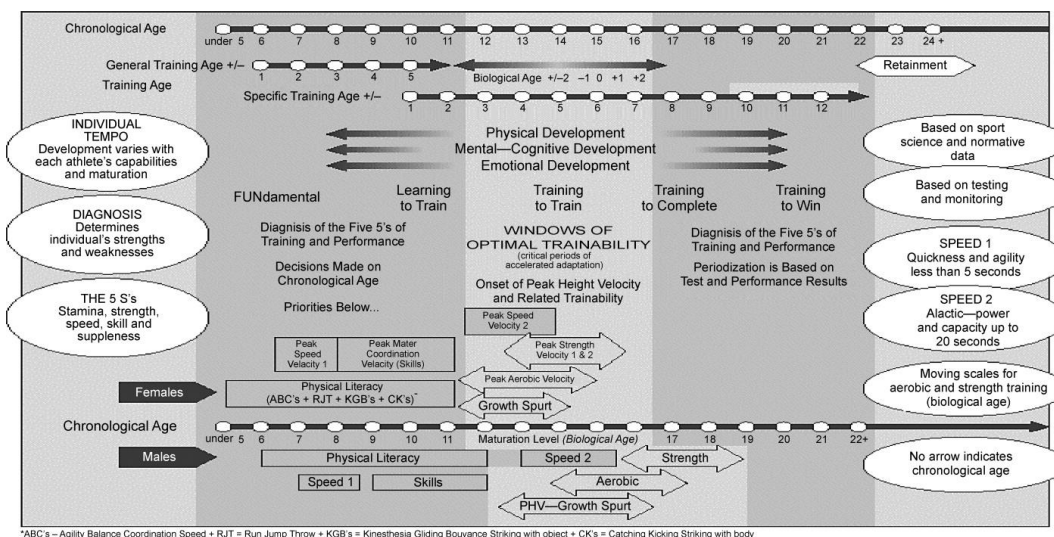 Chronological Age
under 5 6 7 8 9 10 11 12 13 14 15 16 17 18 19 20 21 22 23 24 +
General Training Age +/–
1 2 3 4 5
Biological Age +/–2 –1 0 +1 +2
Retainment
Training Age
Specific Training Age +/–
1 2 3 4 5 6 7 8 9 10 11 12
INDIVIDUAL
TEMPO
Development varies with
each athlete's capabilities
and maturation
DIAGNOSIS
Determines
individual's strengths
and weaknesses
THE 5 S's
Stamina, strength,
speed, skill and
suppleness
Physical Development
Mental—Cognitive Development
Emotional Development
FUNdamental
Learning
to Train
Training
to Train
Training
to Complete
Training
to Win
Diagnisis of the Five 5's of
Training and Performance
Decisions Made on
Chronological Age
Priorities Below...
WINDOWS OF
OPTIMAL TRAINABILITY
(critical periods of
accelerated adaptation)
Onset of Peak Height Velocity
and Related Trainability
Diagnosis of the Five 5's of
Training and Performance
Periodization is Based on
Test and Performance Results
Based on sport
science and normative
data
Based on testing
and monitoring
SPEED 1
Quickness and agility
less than 5 seconds
SPEED 2
Alactic—power
and capacity up to
20 seconds
Moving scales for
aerobic and strength training
(biological age)
No arrow indicates
chronological age
Peak Speed
Velocity 2
Peak
Speed
Velacity 1
Peak Mater
Coordination
Velacity (Skills)
Peak Strength
Velocity 1 & 2
Peak Aerobic Velocity
Females
Physical Literacy
(ABC's + RJT + KGB's + CK's)*
Growth Spurt
Chronological Age
under 5 6 7 8 9 10 11 Maturation Level (Biological Age) 17 18 19 20 21 22+
Males
Physical Literacy
Speed 2
Strength
Speed 1
Skills
Aerobic
PHV—Growth Spurt
*ABC's – Agility Balance Coordination Speed + RJT = Run Jump Throw + KGB's = Kinesthesia Gliding Bouyance Striking with object + CK's = Catching Kicking Striking with body